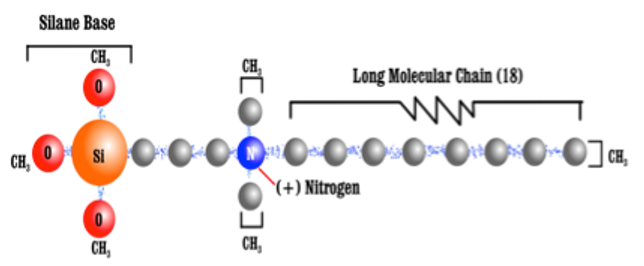 Silane Base
CH₃
O
CH₃
O
Si
O
CH₃
CH₃
N
CH₃
(+) Nitrogen
Long Molecular Chain (18)
CH₃